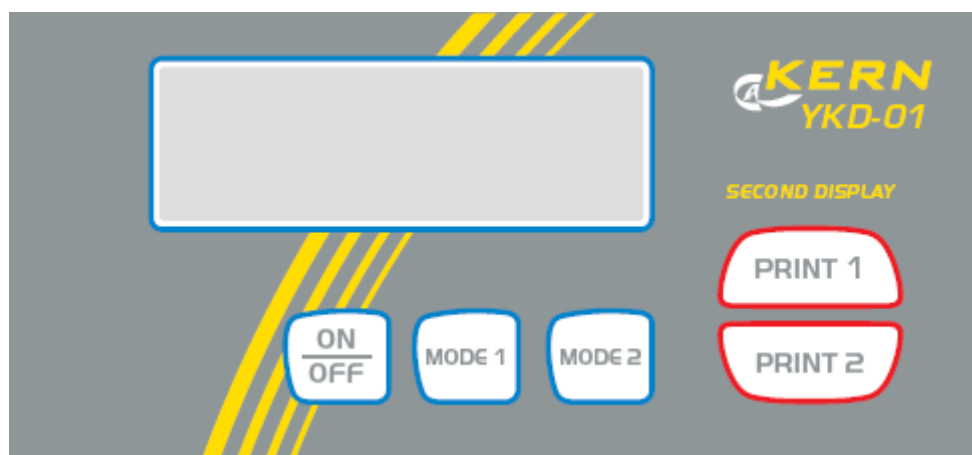 KERN
YKD-01
SECOND DISPLAY
PRINT 1
ON
OFF
MODE 1
MODE 2
PRINT 2